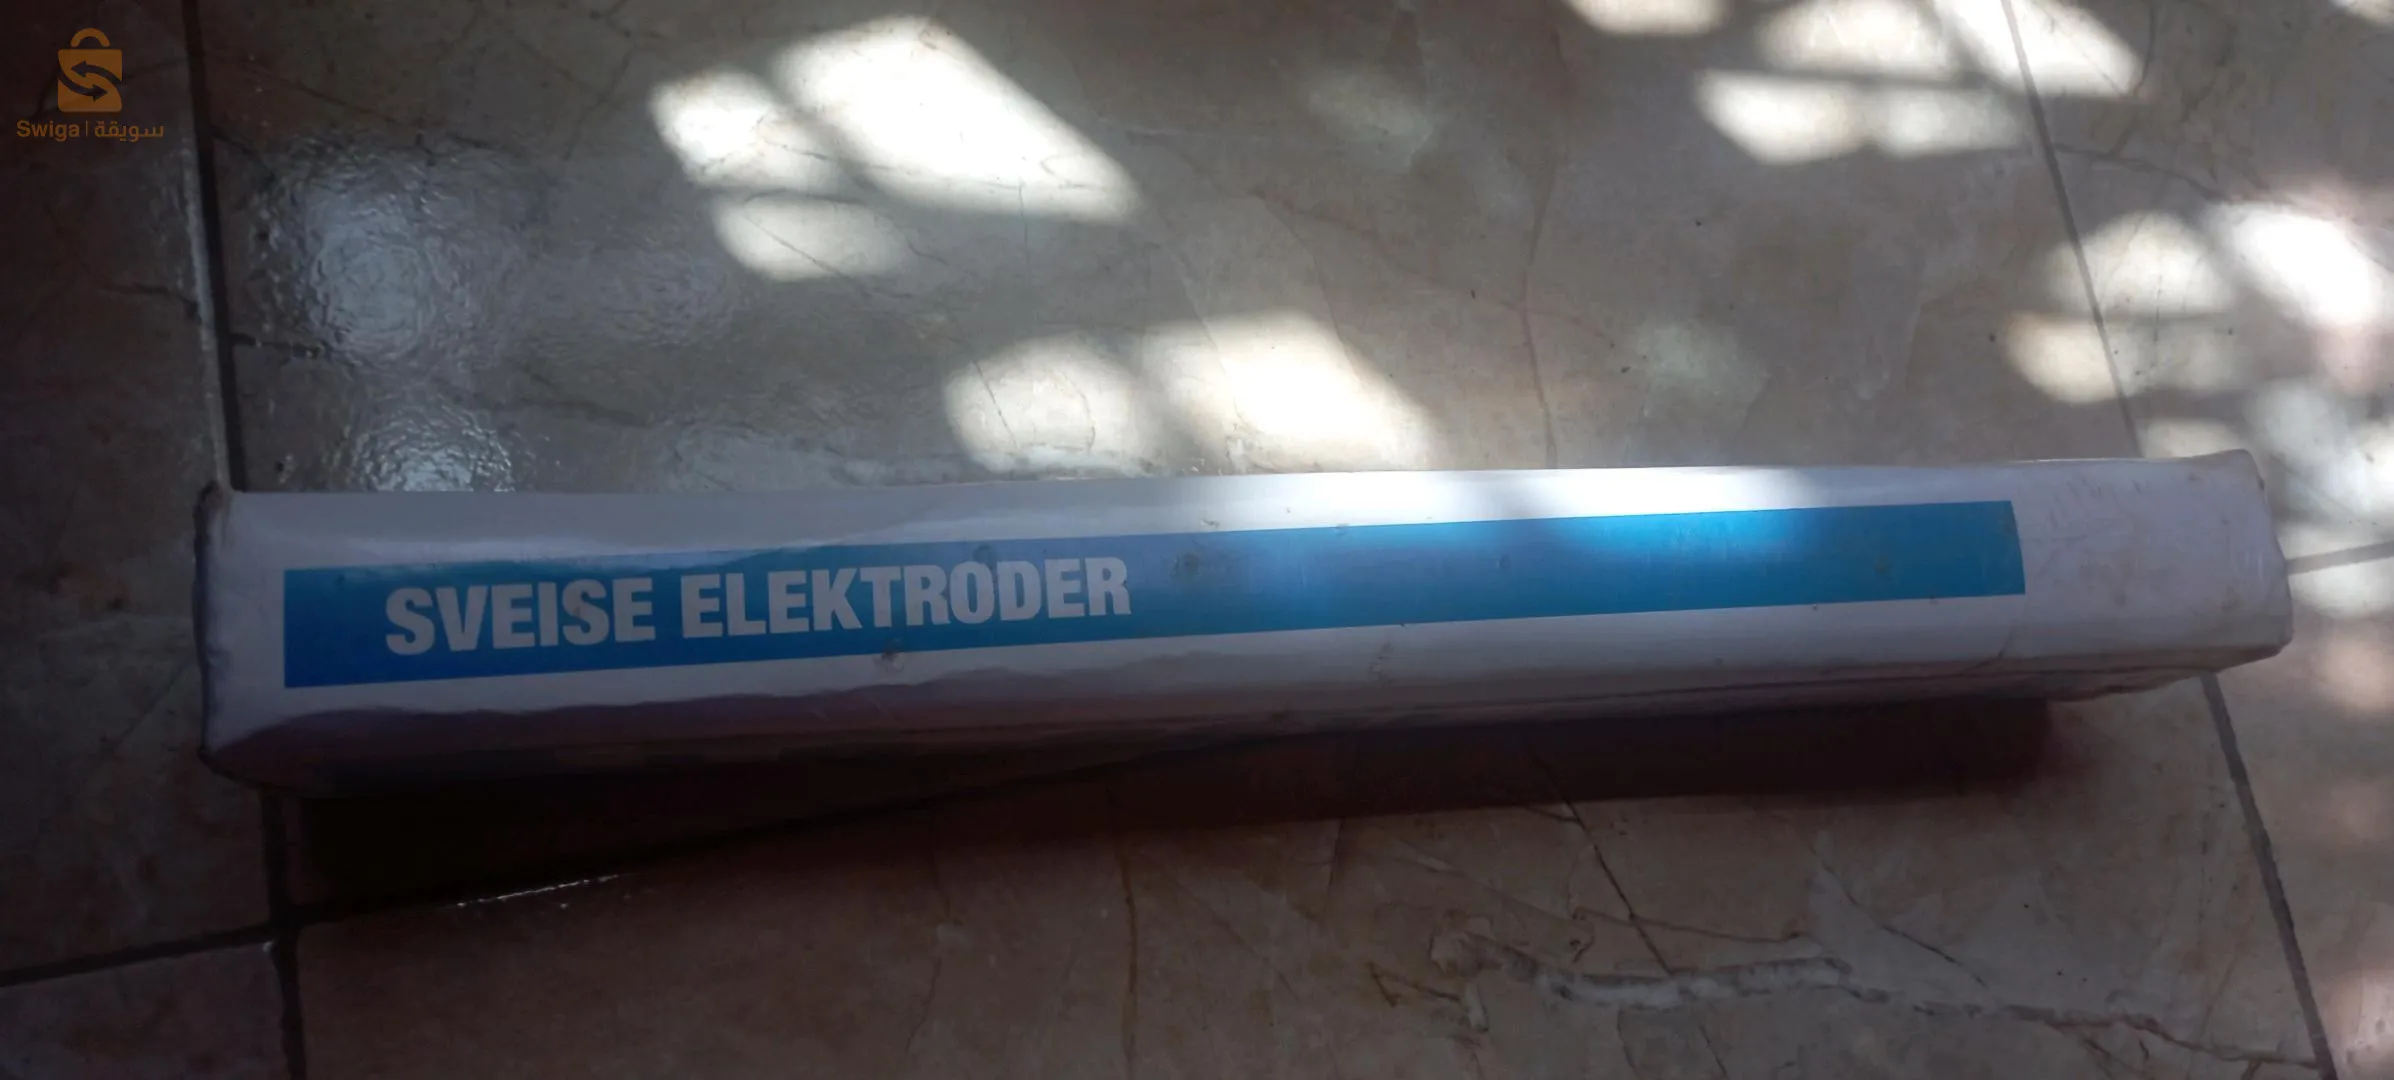 Swiga | سويقة
SVEISE ELEKTRODER